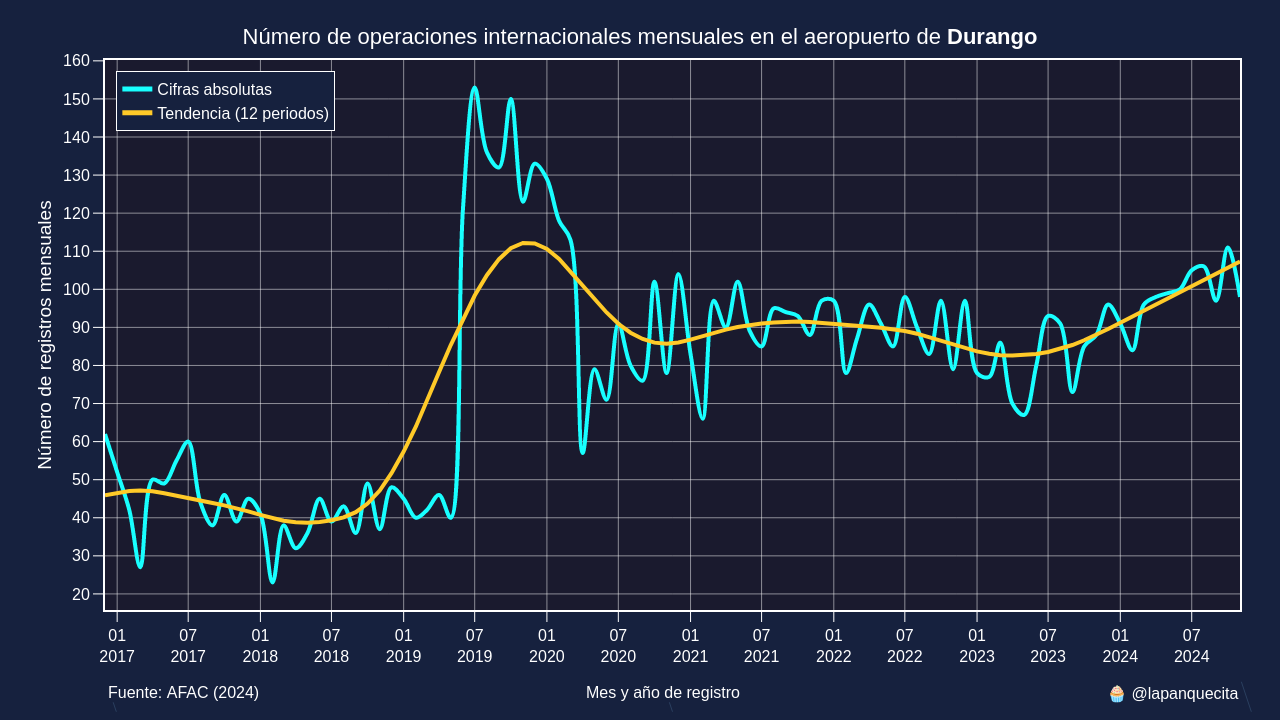 Número de operaciones internacionales mensuales en el aeropuerto de Durango
Cifras absolutas
Tendencia (12 periodos)
Número de registros mensuales
160
150
140
130
120
110
100
90
80
70
60
50
40
30
20
01 07 01 07 01 07 01 07 01 07 01 07 01 07 01 07
2017 2017 2018 2018 2019 2019 2020 2020 2021 2021 2022 2022 2023 2023 2024 2024
Fuente: AFAC (2024) Mes y año de registro 🧁 @lapanquecita